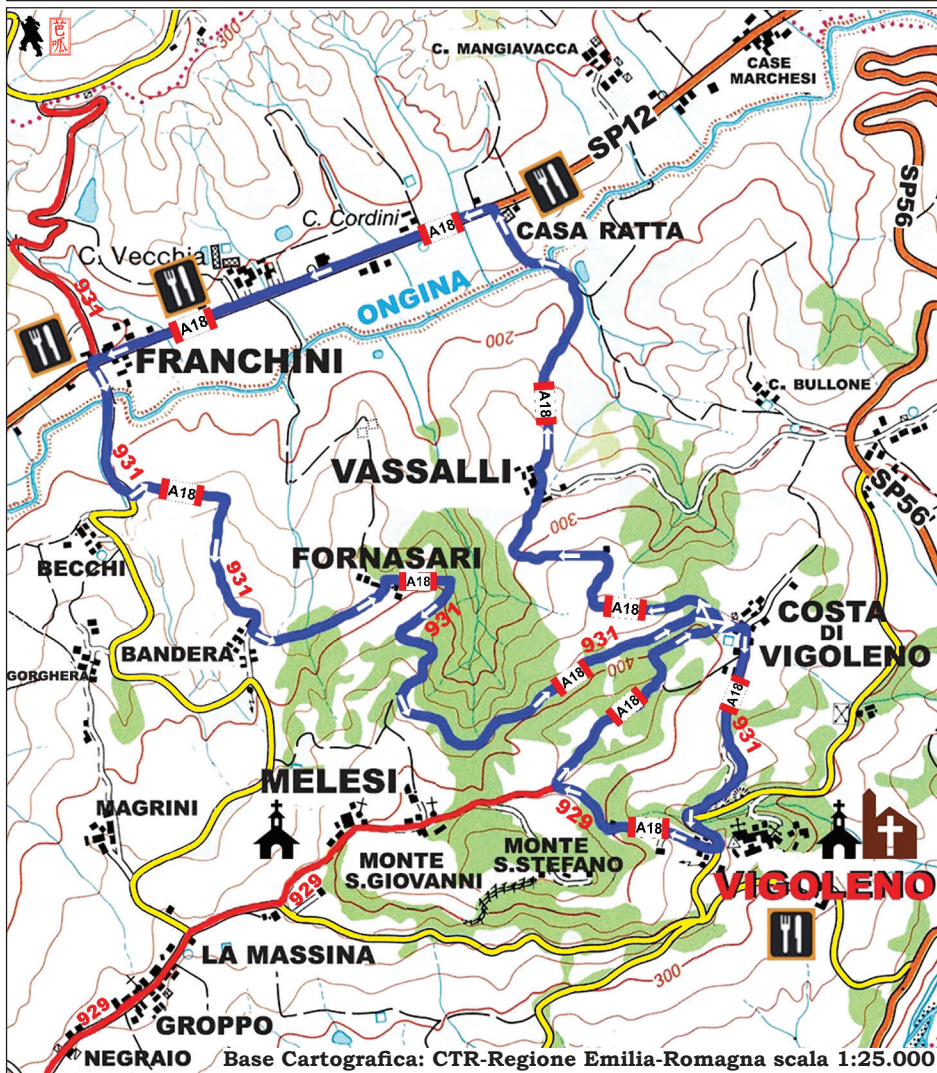 芭
呱
300
C. MANGIAVACCA
CASE
MARCHESI
SP12
SP56
C. Cordini
A18
CASA RATTA
C. Vecchia
931
ONGINA
A18
200
FRANCHINI
C. BULLONE
A18
931
VASSALLI
A18
SP56
300
BECCHI
FORNASARI
A18
931
931
A18
COSTA
DI
VIGOLENO
931
400
BANDERA
GORGHERA
A18
A18
A18
931
MELESI
929
MAGRINI
A18
MONTE
S.GIOVANNI
MONTE
S.STEFANO
VIGOLENO
929
LA MASSINA
300
929
GROPPO
NEGRAIO
Base Cartografica: CTR-Regione Emilia-Romagna scala 1:25.000